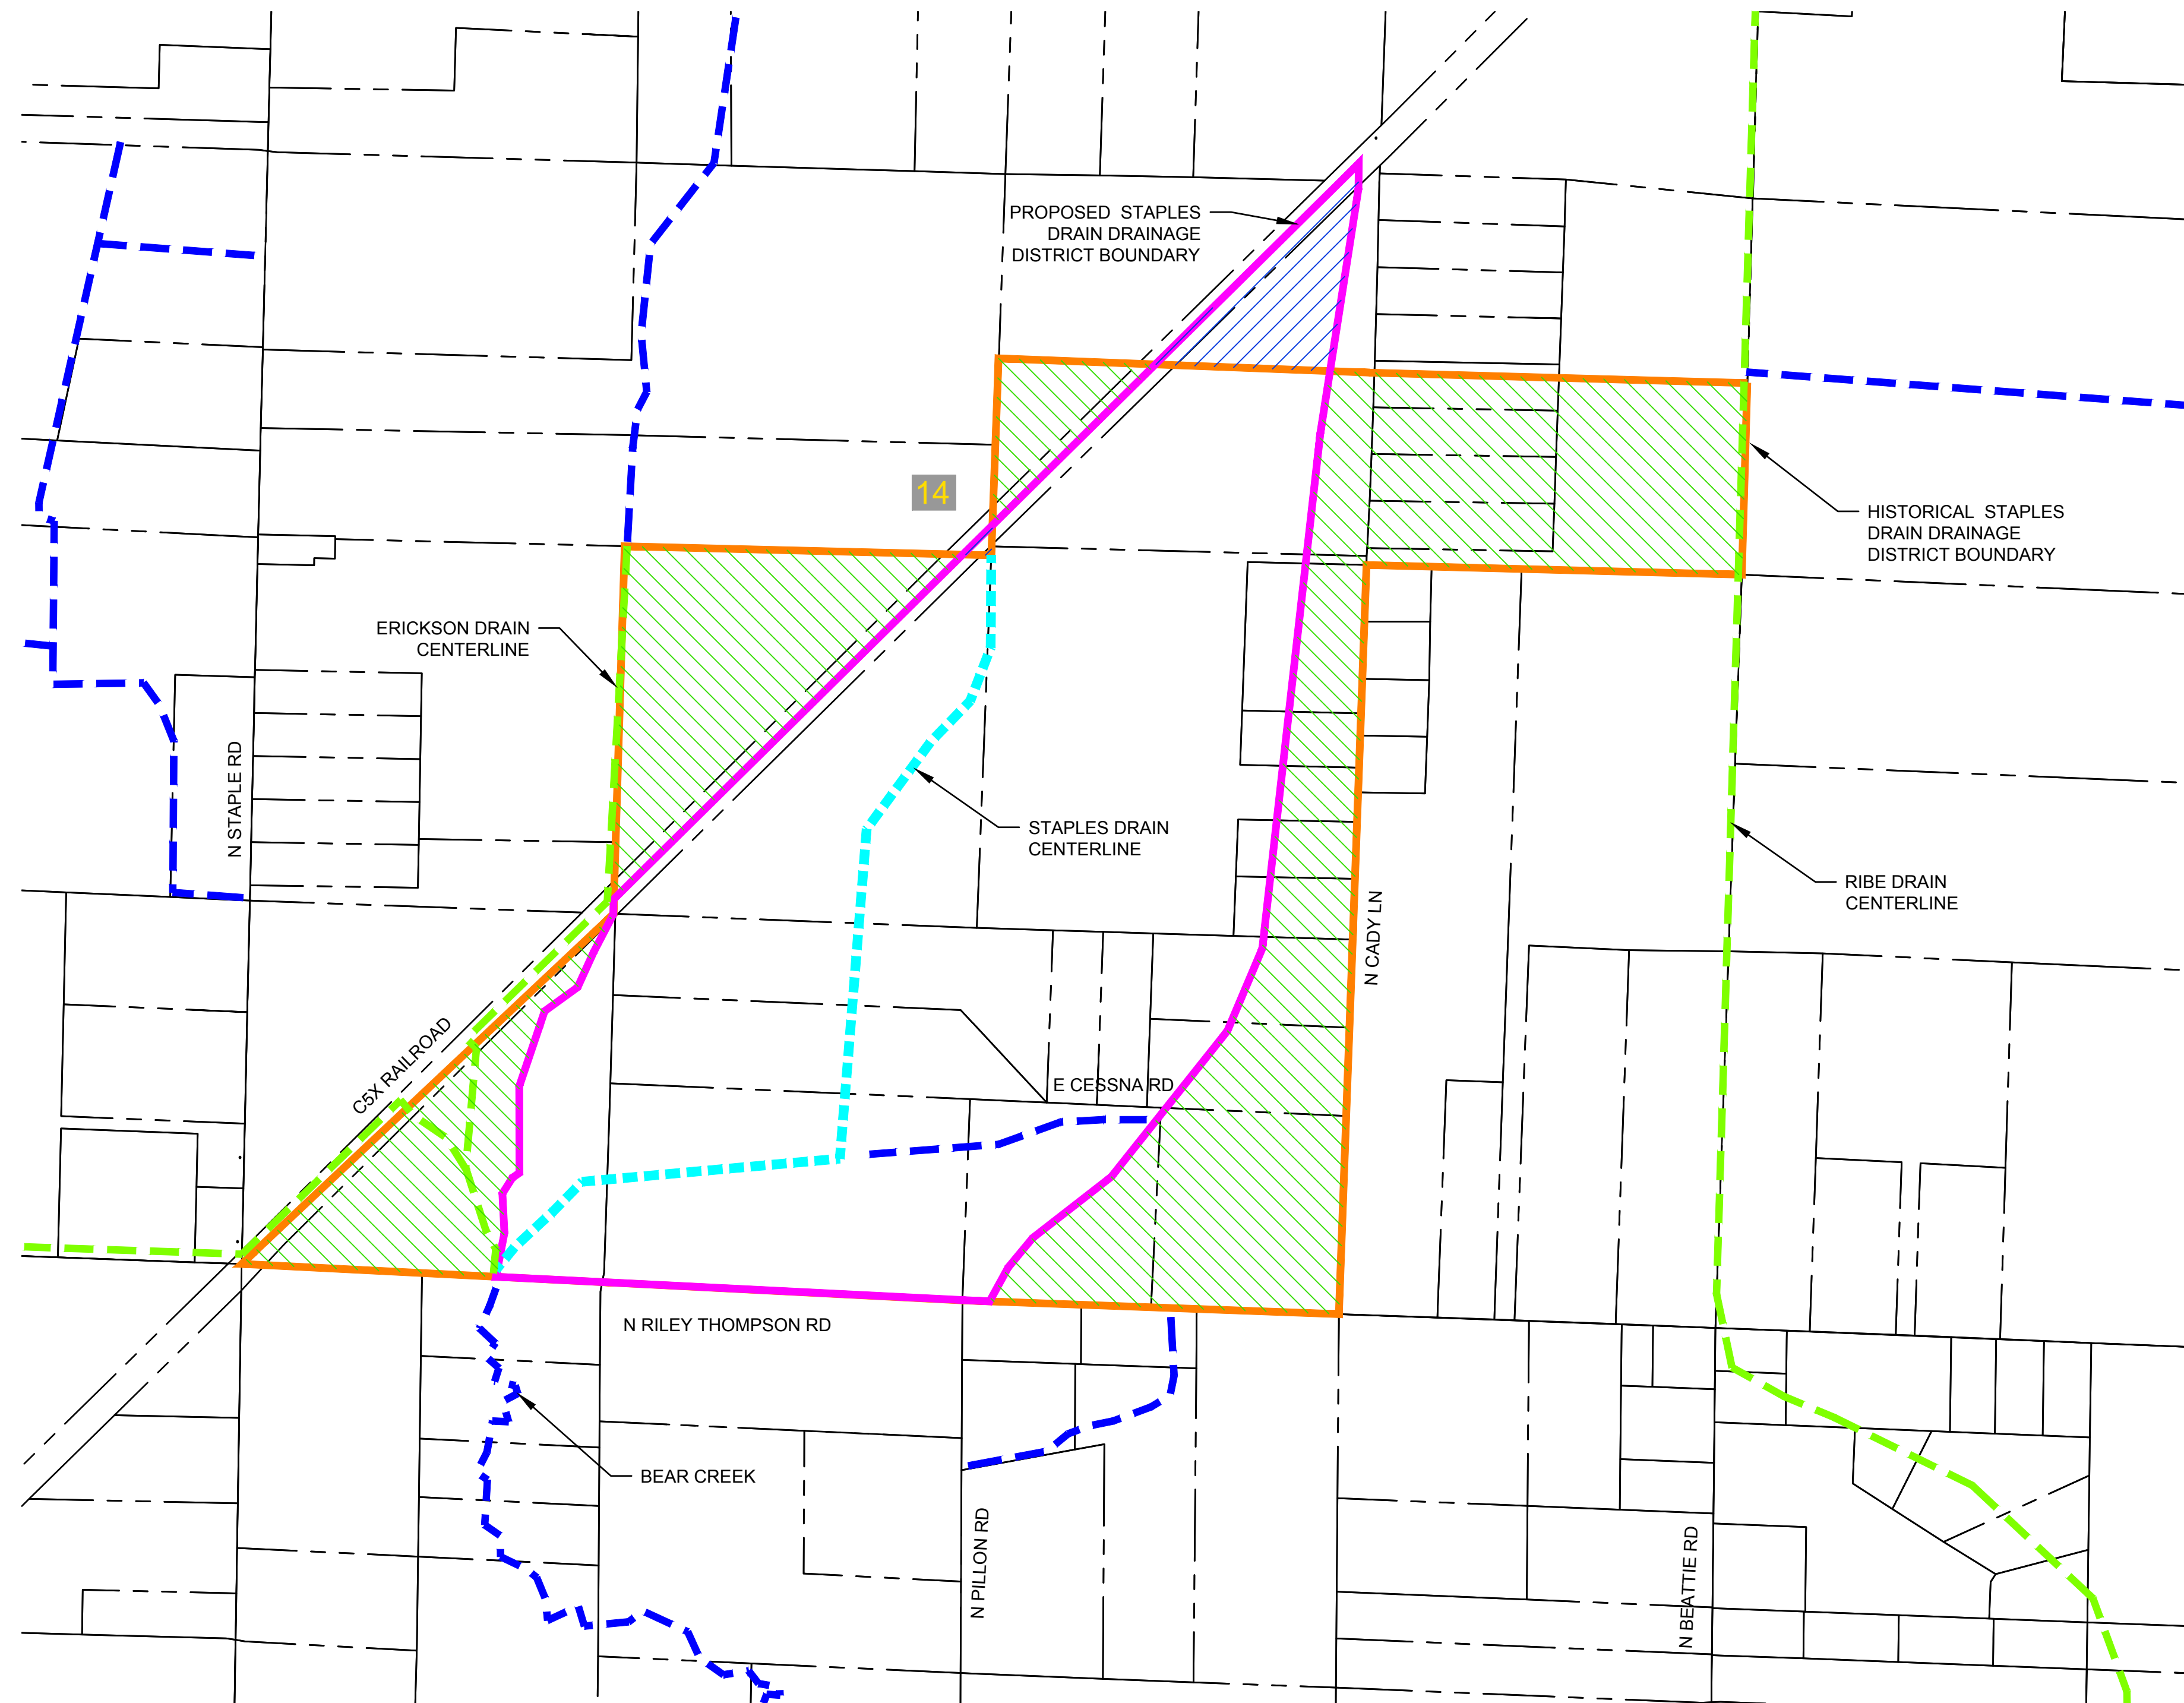 PROPOSED STAPLES
DRAIN DRAINAGE
DISTRICT BOUNDARY
14
HISTORICAL STAPLES
DRAIN DRAINAGE
DISTRICT BOUNDARY
ERICKSON DRAIN
CENTERLINE
N STAPLE RD
STAPLES DRAIN
CENTERLINE
RIBE DRAIN
CENTERLINE
N CADY LN
C5X RAILROAD
E CESSNA RD
N RILEY THOMPSON RD
BEAR CREEK
N PILLON RD
N BEATTIE RD